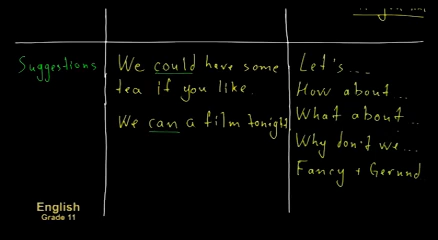 Suggestions
We could have some
tea if you like.
We can a film tonight
Let's ...
How about ..
What about ..
Why don't we ...
Fancy + Gerund
English
Grade 11